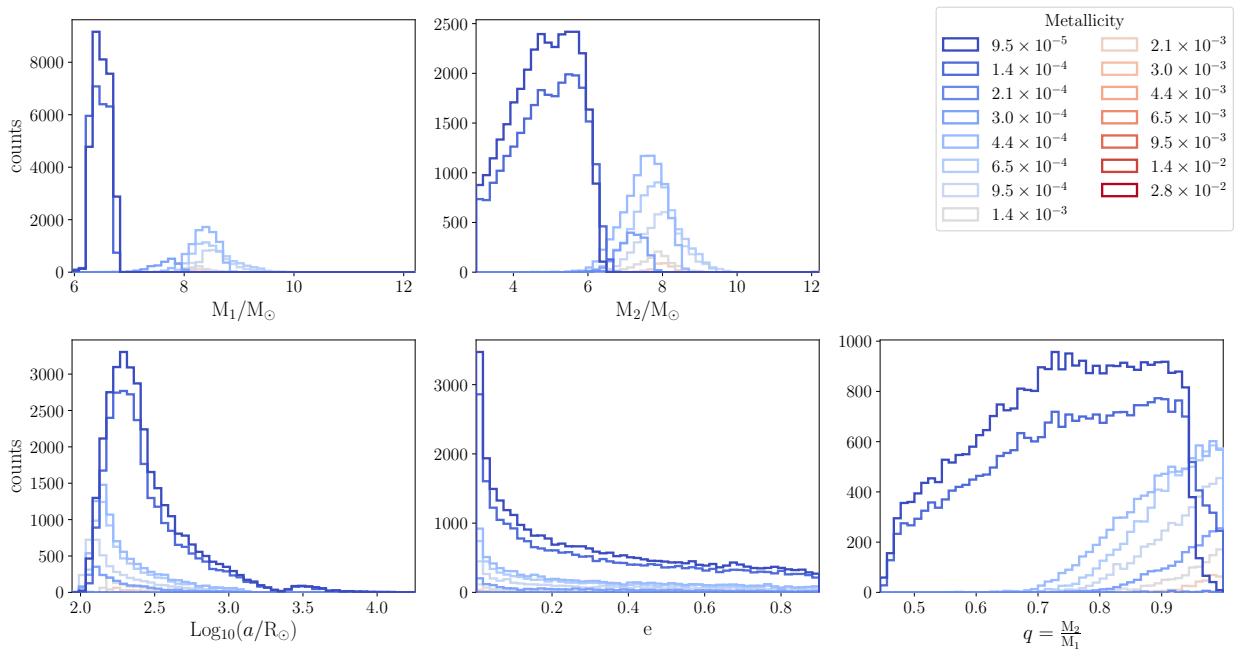 counts
8000
6000
4000
2000
0
6
8
10
12
M₁/M☉
2500
2000
1500
1000
500
0
4
6
8
10
12
M₂/M☉
Metallicity
9.5 × 10⁻⁵
1.4 × 10⁻⁴
2.1 × 10⁻⁴
3.0 × 10⁻⁴
4.4 × 10⁻⁴
6.5 × 10⁻⁴
9.5 × 10⁻⁴
1.4 × 10⁻³
2.1 × 10⁻³
3.0 × 10⁻³
4.4 × 10⁻³
6.5 × 10⁻³
9.5 × 10⁻³
1.4 × 10⁻²
2.8 × 10⁻²
counts
3000
2500
2000
1500
1000
500
0
2.0
2.5
3.0
3.5
4.0
Log₁₀(a/R☉)
3000
2000
1000
0
0.2
0.4
0.6
0.8
e
1000
800
600
400
200
0
0.5
0.6
0.7
0.8
0.9
q = M₂/M₁